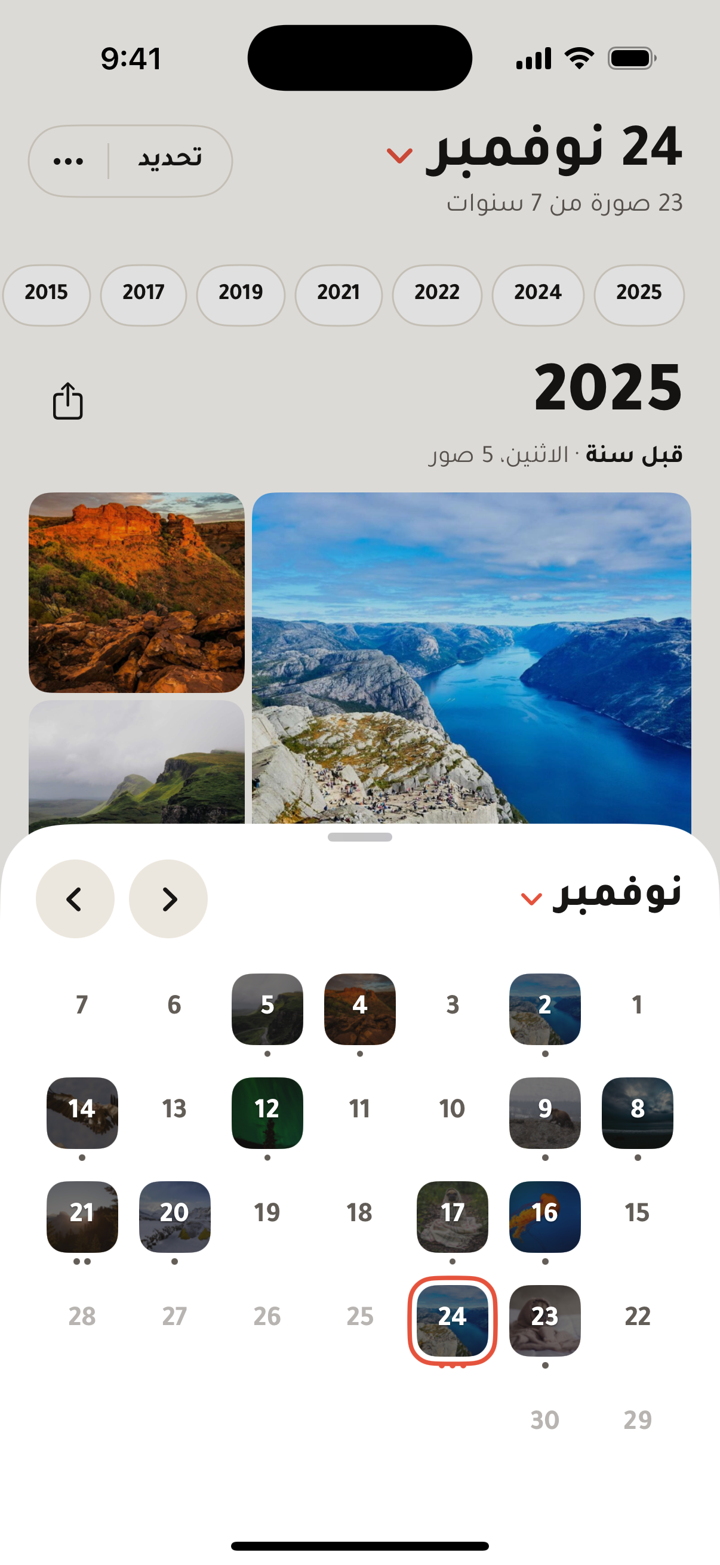 9:41
24 نوفمبر
تحديد
23 صورة من 7 سنوات
2025 2024 2022 2021 2019 2017 2015
2025
قبل سنة · الاثنين، 5 صور
نوفمبر
1 2 3 4 5 6 7
8 9 10 11 12 13 14
15 16 17 18 19 20 21
22 23 24 25 26 27 28
29 30